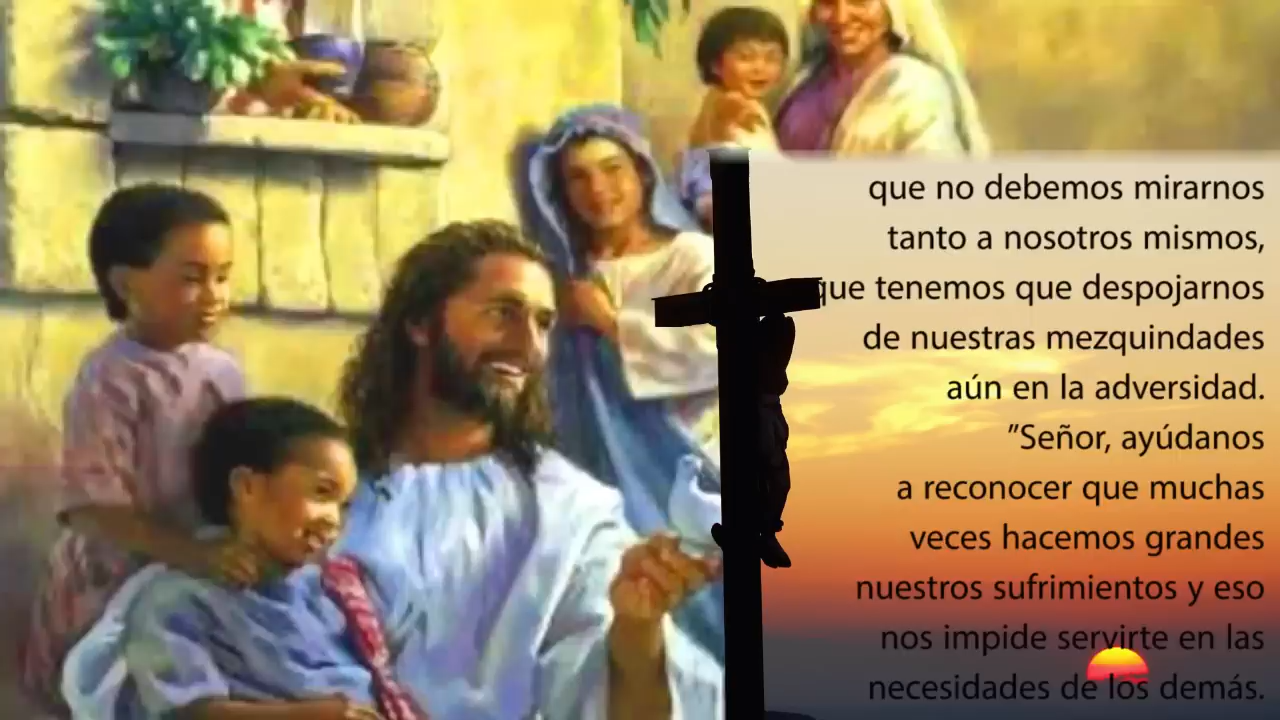 que no debemos mirarnos
tanto a nosotros mismos,
que tenemos que despojarnos
de nuestras mezquindades
aún en la adversidad.
”Señor, ayúdanos
a reconocer que muchas
veces hacemos grandes
nuestros sufrimientos y eso
nos impide servirte en las
necesidades de los demás.